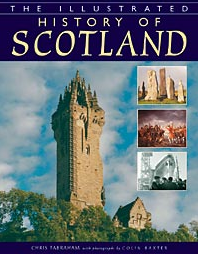 THE ILLUSTRATED
HISTORY OF
SCOTLAND
CHRIS TABRAHAM with photographs by COLIN BAXTER